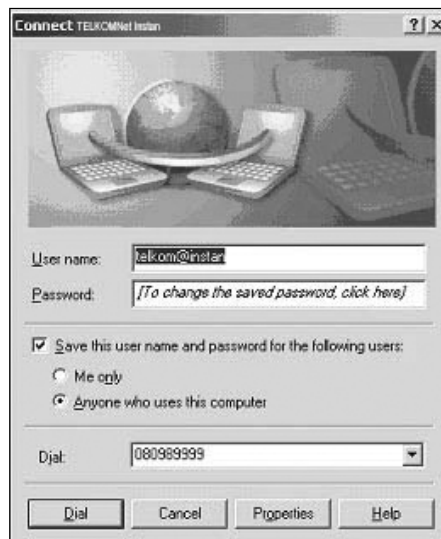 Connect TELKOMNet Instan
User name: telkom@instan
Password: [To change the saved password, click here]
Save this user name and password for the following users:
Me only
Anyone who uses this computer
Dial: 080989999
Dial Cancel Properties Help